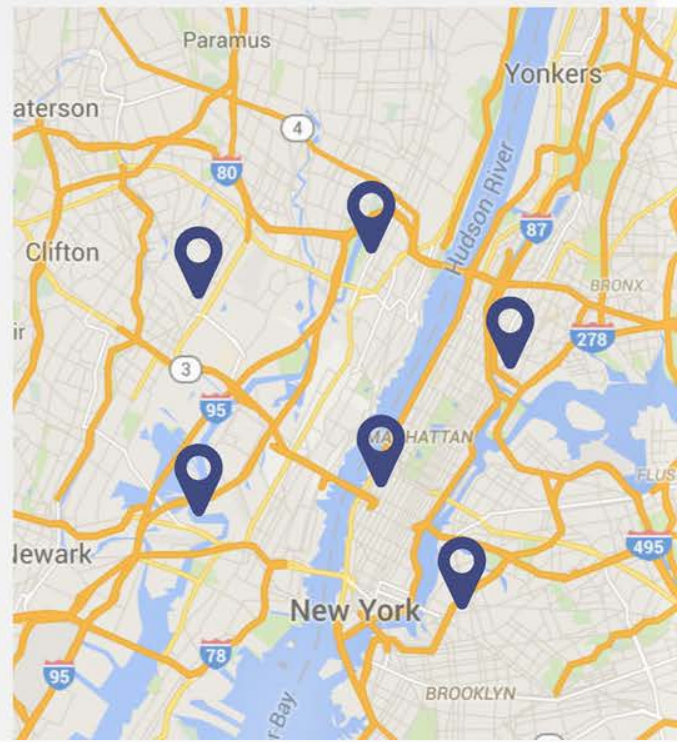 Paramus
Yonkers
aterson
4
80
Hudson River
87
Clifton
BRONX
ir
278
3
95
MANHATTAN
FLUS
Newark
495
New York
78
95
BROOKLYN
r Bay